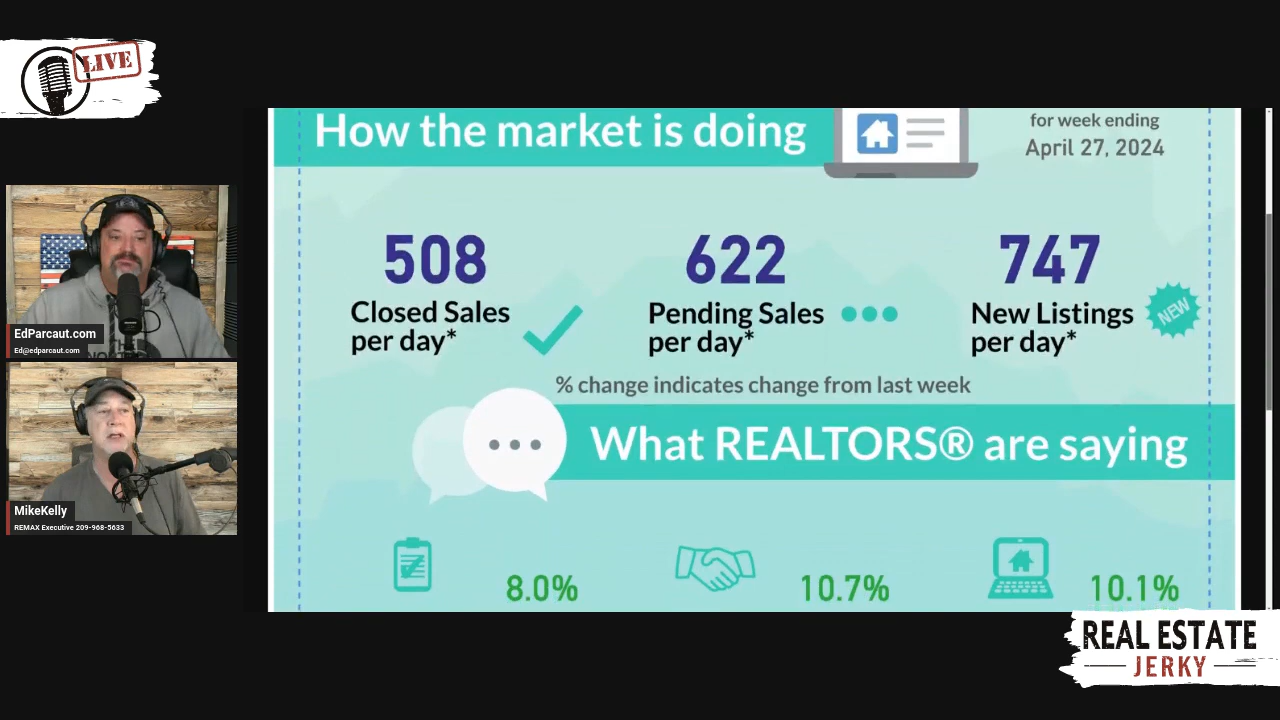 LIVE
How the market is doing
for week ending
April 27, 2024
508
Closed Sales
per day*
622
Pending Sales
per day*
747
New Listings
per day*
NEW
% change indicates change from last week
What REALTORS® are saying
8.0%
10.7%
10.1%
EdParcaut.com
Ed@edparcaut.com
MikeKelly
REMAX Executive 209-968-5633
REAL ESTATE
JERKY